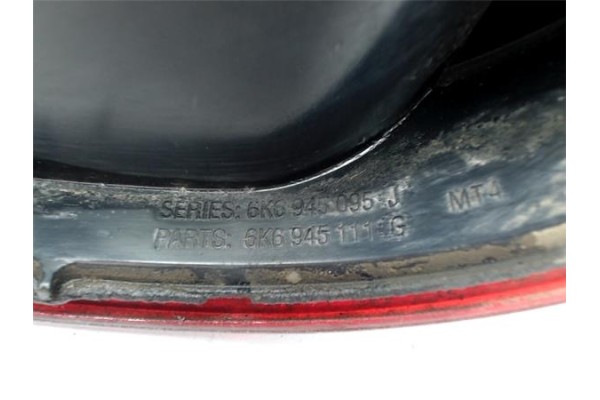 SERIES: 6K6 945 095 J MT4
PARTS: 6K6 945 111 G